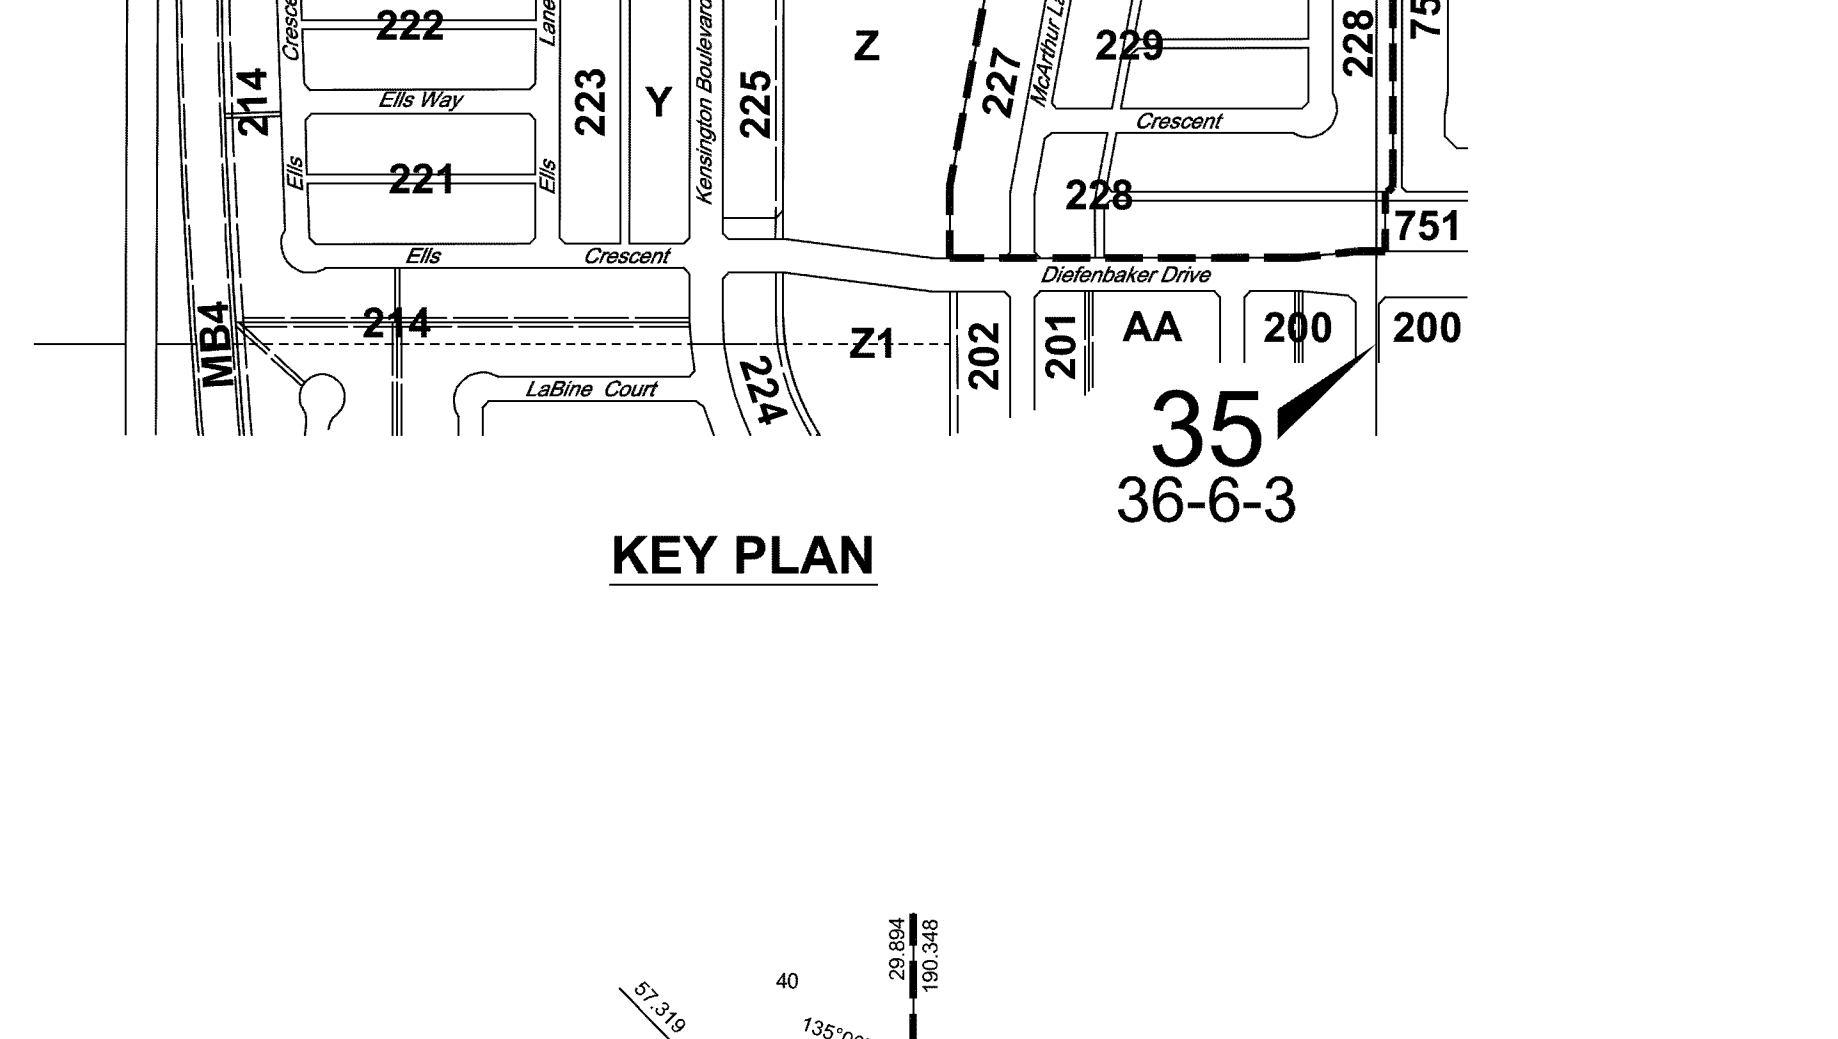 222
Ells Way
221
Ells Crescent
214
214
Ells
Ells
Lane
223
Y
Kensington Boulevard
225
Z
227
229
228
Crescent
228
751
Diefenbaker Drive
MB4
214
LaBine Court
224
Z1
202
201
AA
200
200
35
36-6-3
KEY PLAN
29.894
190.348
40
57.319